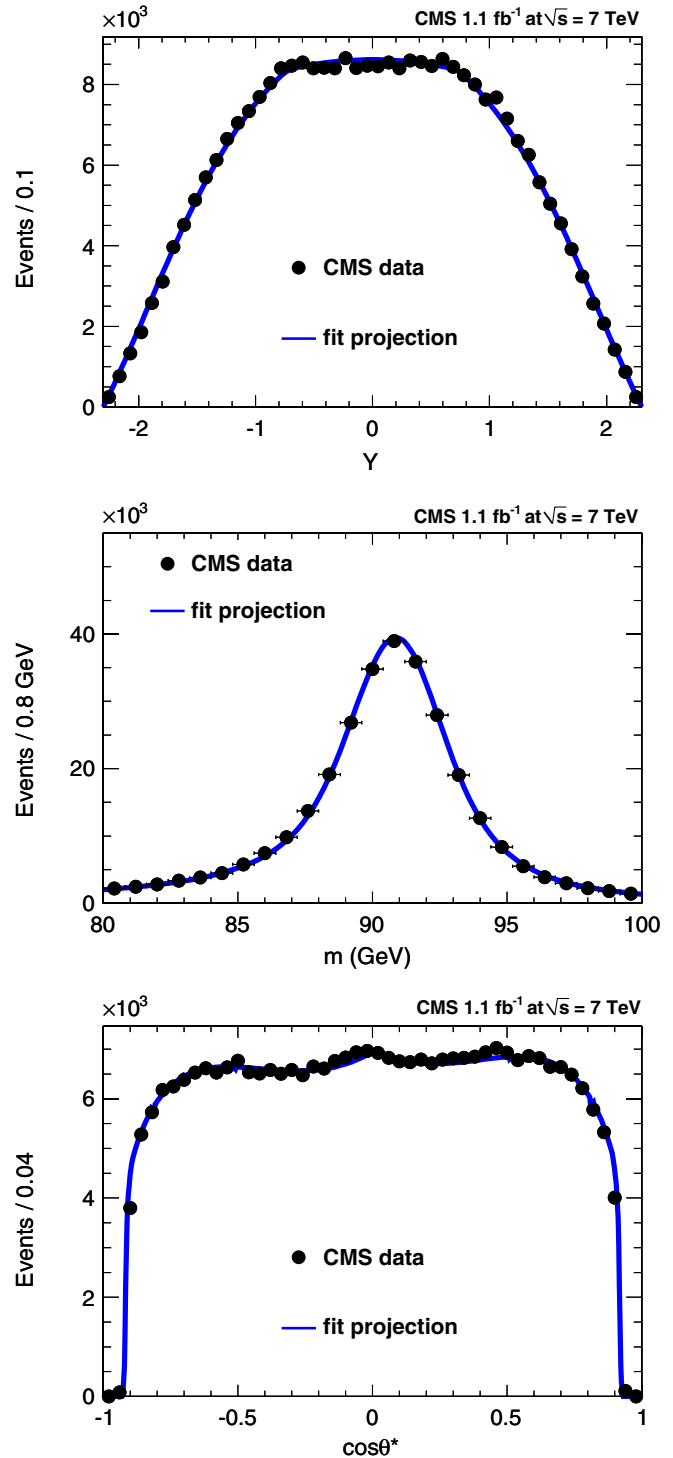 ×10³ CMS 1.1 fb⁻¹ at √s = 7 TeV
8
6
4
2
0
Events / 0.1
CMS data
fit projection
-2 -1 0 1 2
Y
×10³ CMS 1.1 fb⁻¹ at √s = 7 TeV
CMS data
fit projection
40
20
0
Events / 0.8 GeV
80 85 90 95 100
m (GeV)
×10³ CMS 1.1 fb⁻¹ at √s = 7 TeV
6
4
2
0
Events / 0.04
CMS data
fit projection
-1 -0.5 0 0.5 1
cosθ*